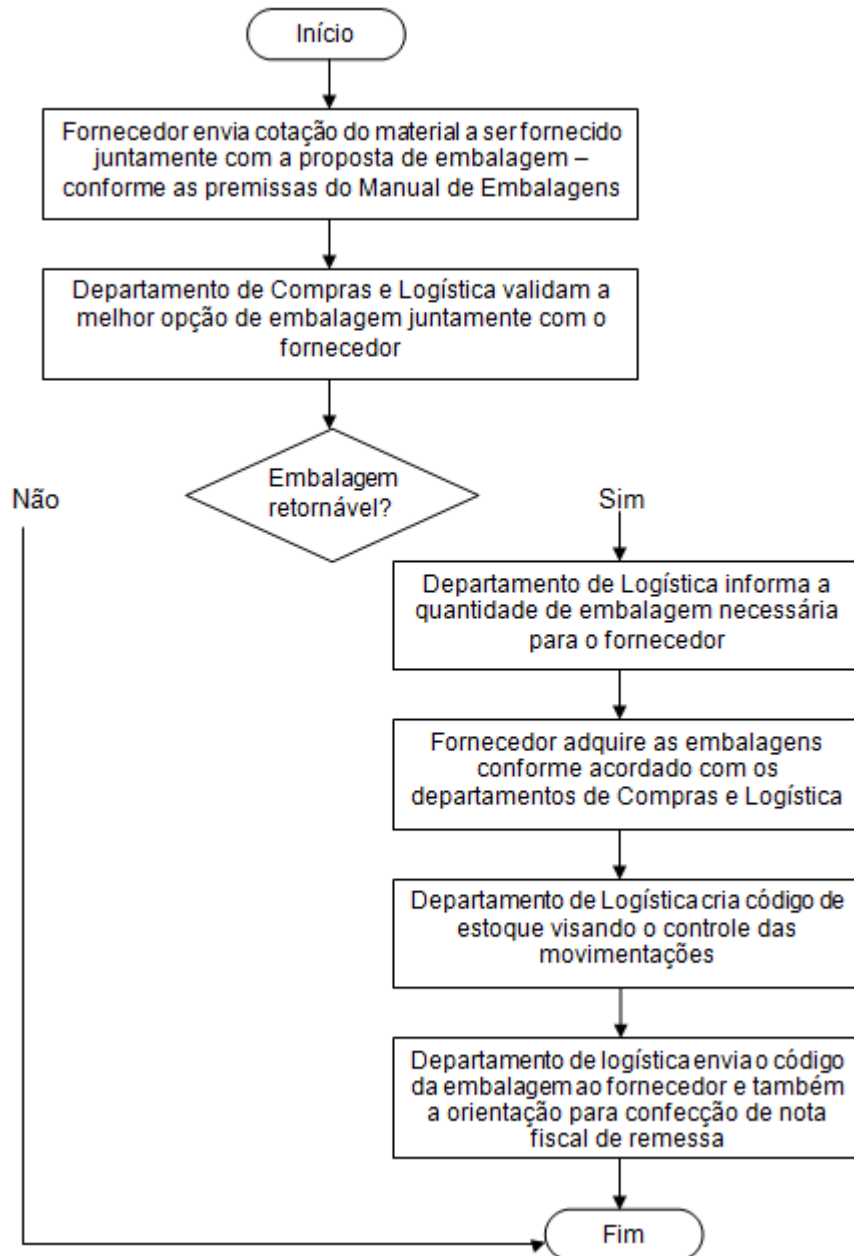 Início
Fornecedor envia cotação do material a ser fornecido
juntamente com a proposta de embalagem –
conforme as premissas do Manual de Embalagens
Departamento de Compras e Logística validam a
melhor opção de embalagem juntamente com o
fornecedor
Embalagem
retornável?
Não
Sim
Departamento de Logística informa a
quantidade de embalagem necessária
para o fornecedor
Fornecedor adquire as embalagens
conforme acordado com os
departamentos de Compras e Logística
Departamento de Logística cria código de
estoque visando o controle das
movimentações
Departamento de logística envia o código
da embalagem ao fornecedor e também
a orientação para confecção de nota
fiscal de remessa
Fim